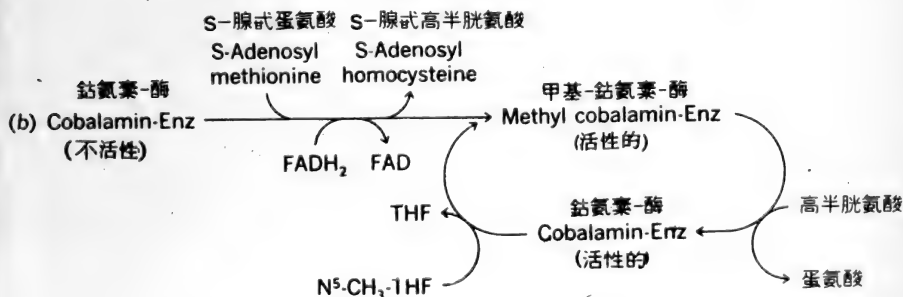 S-腺甙蛋氨酸 S-腺甙高半胱氨酸
S-Adenosyl methionine
S-Adenosyl homocysteine
鈷氨素-酶
(b) Cobalamin-Enz
(不活性)
FADH₂ FAD
甲基-鈷氨素-酶
Methyl cobalamin-Enz
(活性的)
THF
N⁵-CH₃-THF
鈷氨素-酶
Cobalamin-Enz
(活性的)
高半胱氨酸
蛋氨酸